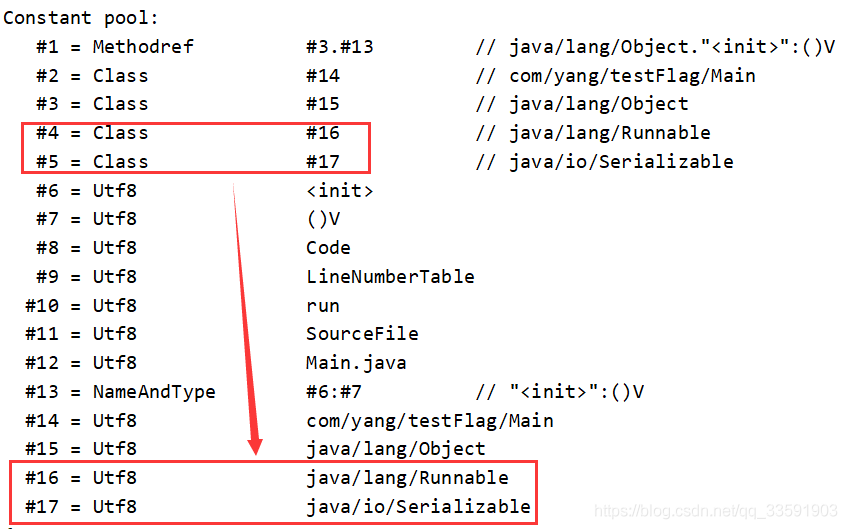 Constant pool:
#1 = Methodref #3.#13 // java/lang/Object."<init>":()V
#2 = Class #14 // com/yang/testFlag/Main
#3 = Class #15 // java/lang/Object
#4 = Class #16 // java/lang/Runnable
#5 = Class #17 // java/io/Serializable
#6 = Utf8 <init>
#7 = Utf8 ()V
#8 = Utf8 Code
#9 = Utf8 LineNumberTable
#10 = Utf8 run
#11 = Utf8 SourceFile
#12 = Utf8 Main.java
#13 = NameAndType #6:#7 // "<init>":()V
#14 = Utf8 com/yang/testFlag/Main
#15 = Utf8 java/lang/Object
#16 = Utf8 java/lang/Runnable
#17 = Utf8 java/io/Serializable
https://blog.csdn.net/qq_33591903